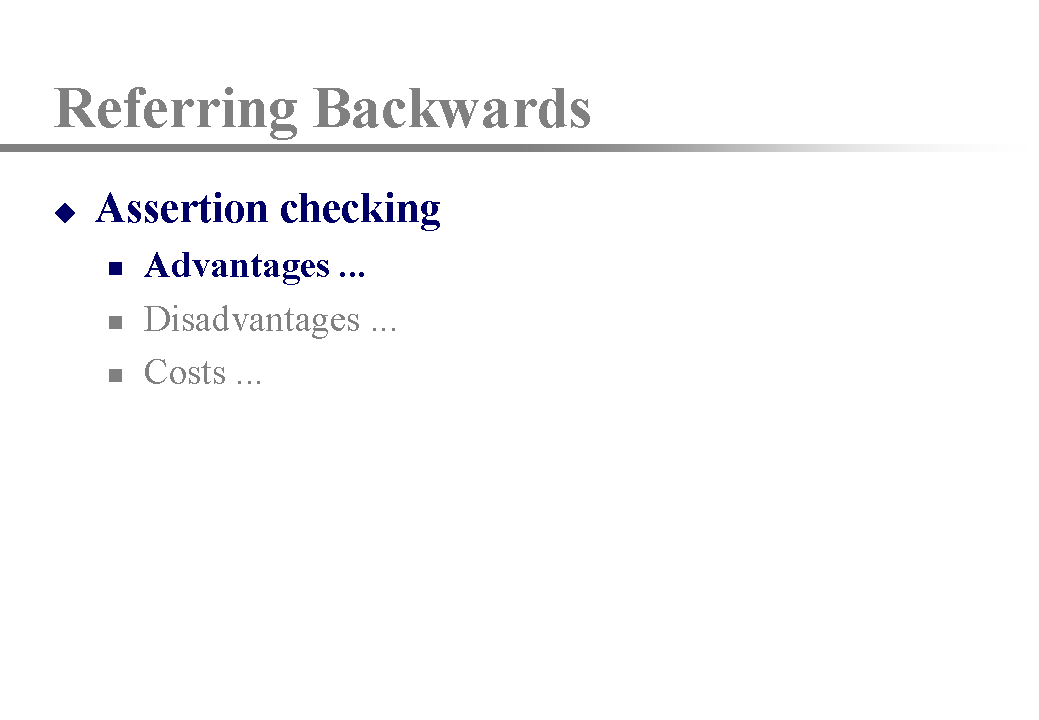 Referring Backwards
Assertion checking
Advantages ...
Disadvantages ...
Costs ...